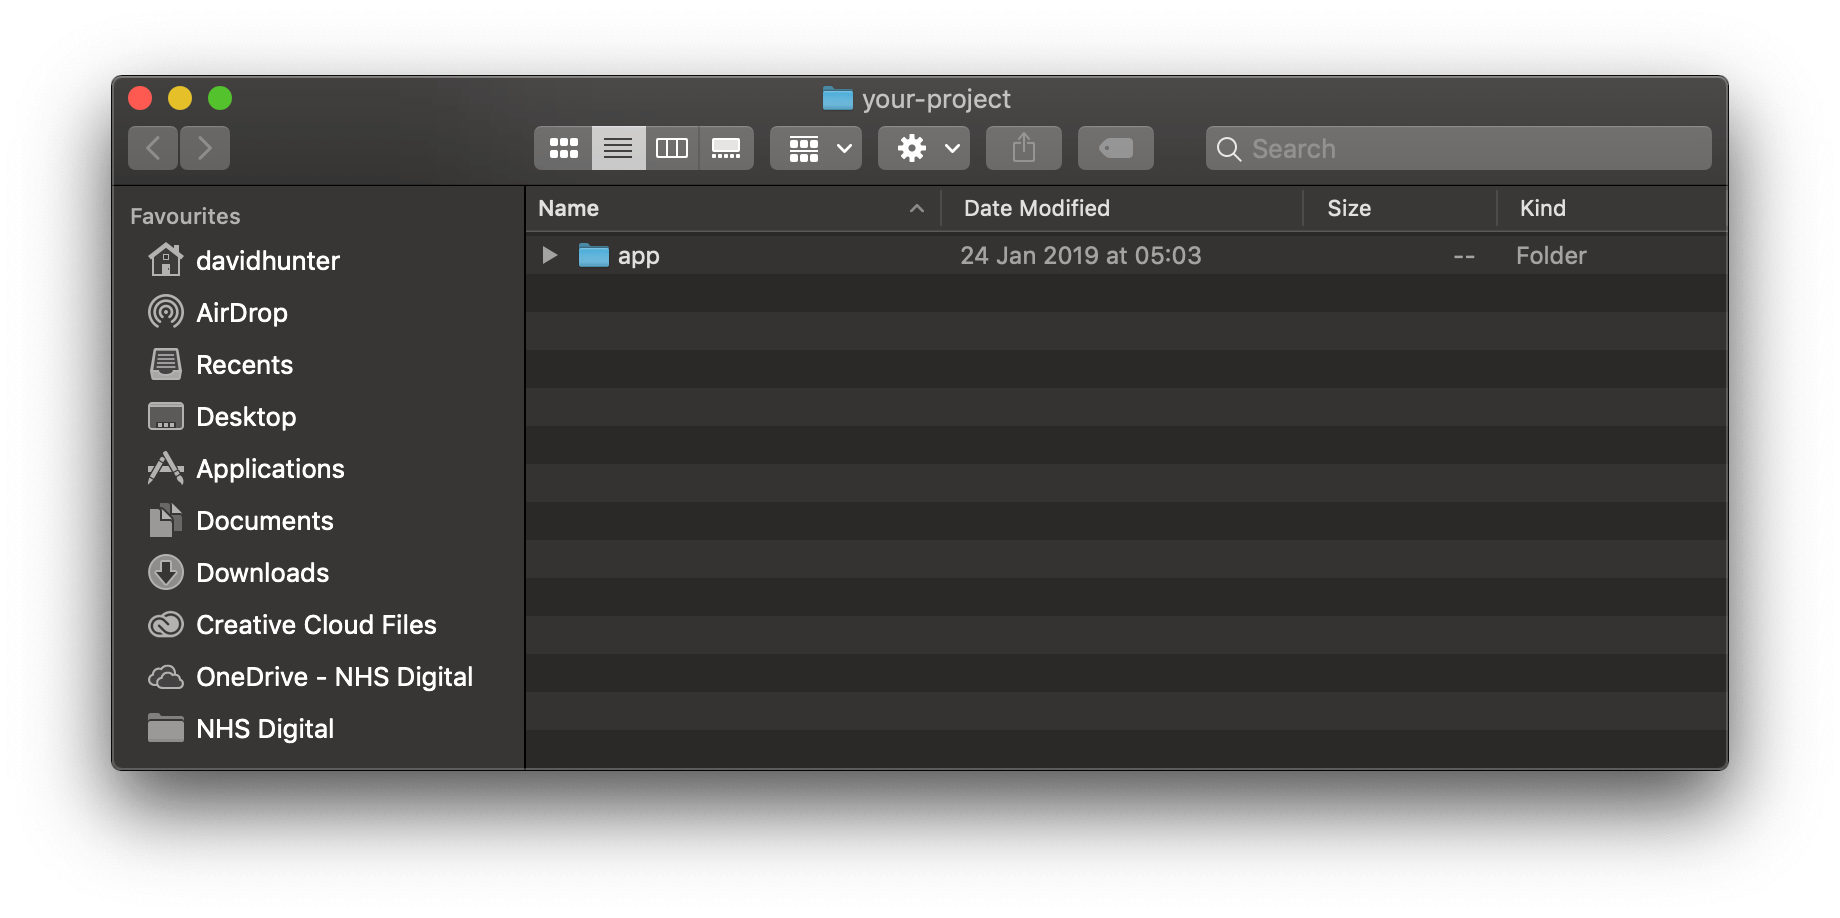 your-project
Search
Favourites
davidhunter
AirDrop
Recents
Desktop
Applications
Documents
Downloads
Creative Cloud Files
OneDrive - NHS Digital
NHS Digital
Name Date Modified Size Kind
app 24 Jan 2019 at 05:03 -- Folder